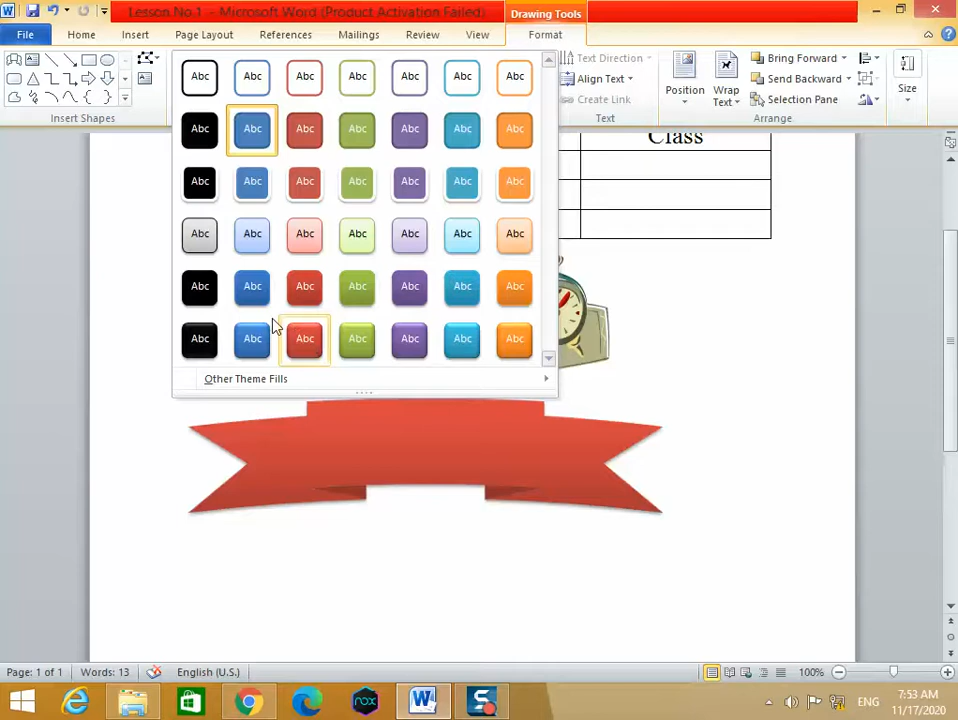 Lesson No 1 - Microsoft Word (Product Activation Failed)
Drawing Tools
File Home Insert Page Layout References Mailings Review View Format
Abc Abc Abc Abc Abc Abc Abc
Abc Abc Abc Abc Abc Abc Abc
Abc Abc Abc Abc Abc Abc Abc
Abc Abc Abc Abc Abc Abc Abc
Abc Abc Abc Abc Abc Abc Abc
Abc Abc Abc Abc Abc Abc Abc
Other Theme Fills
Insert Shapes
Text Direction
Align Text
Create Link
Text
Position
Wrap Text
Bring Forward
Send Backward
Selection Pane
Arrange
Size
Class
Page: 1 of 1 Words: 13 English (U.S.) 100%
nox
ENG
7:53 AM
11/17/2020